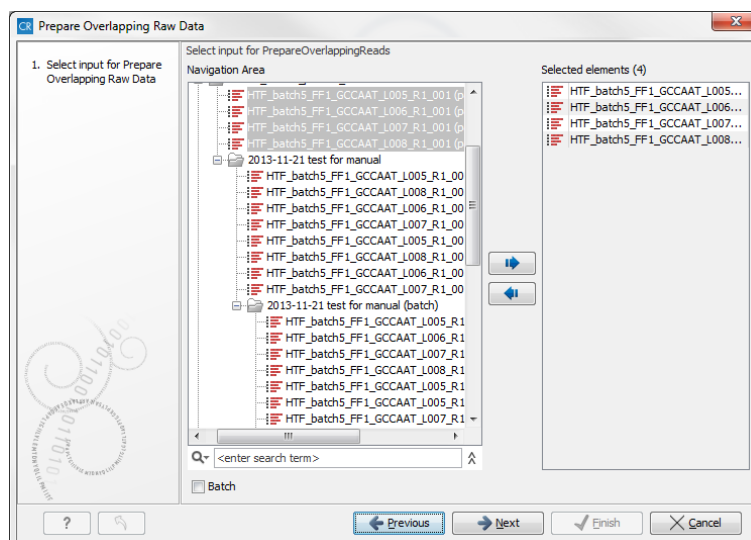 CR Prepare Overlapping Raw Data
1. Select input for Prepare
Overlapping Raw Data
Select input for PrepareOverlappingReads
Navigation Area
HTF_batch5_FF1_GCCAAT_L005_R1_001 (p
HTF_batch5_FF1_GCCAAT_L006_R1_001 (p
HTF_batch5_FF1_GCCAAT_L007_R1_001 (p
HTF_batch5_FF1_GCCAAT_L008_R1_001 (p
2013-11-21 test for manual
HTF_batch5_FF1_GCCAAT_L005_R1_00
HTF_batch5_FF1_GCCAAT_L008_R1_00
HTF_batch5_FF1_GCCAAT_L006_R1_00
HTF_batch5_FF1_GCCAAT_L007_R1_00
HTF_batch5_FF1_GCCAAT_L005_R1_00
HTF_batch5_FF1_GCCAAT_L008_R1_00
HTF_batch5_FF1_GCCAAT_L006_R1_00
HTF_batch5_FF1_GCCAAT_L007_R1_00
2013-11-21 test for manual (batch)
HTF_batch5_FF1_GCCAAT_L005_R1
HTF_batch5_FF1_GCCAAT_L006_R1
HTF_batch5_FF1_GCCAAT_L007_R1
HTF_batch5_FF1_GCCAAT_L008_R1
HTF_batch5_FF1_GCCAAT_L005_R1
HTF_batch5_FF1_GCCAAT_L005_R1
HTF_batch5_FF1_GCCAAT_L007_R1
<enter search term>
Batch
Selected elements (4)
HTF_batch5_FF1_GCCAAT_L005...
HTF_batch5_FF1_GCCAAT_L006...
HTF_batch5_FF1_GCCAAT_L007...
HTF_batch5_FF1_GCCAAT_L008...
? Previous Next Finish Cancel